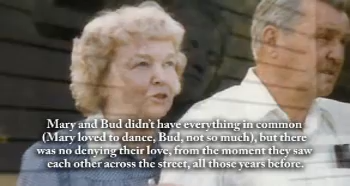 Mary and Bud didn't have everything in common
(Mary loved to dance, Bud, not so much), but there
was no denying their love, from the moment they saw
each other across the street, all those years before.